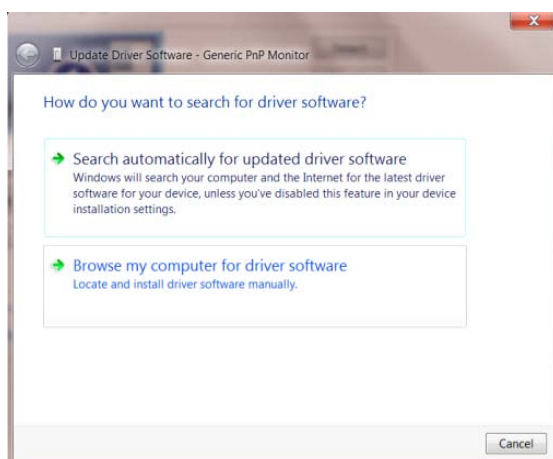 Update Driver Software - Generic PnP Monitor
How do you want to search for driver software?
Search automatically for updated driver software
Windows will search your computer and the Internet for the latest driver
software for your device, unless you've disabled this feature in your device
installation settings.
Browse my computer for driver software
Locate and install driver software manually.
Cancel